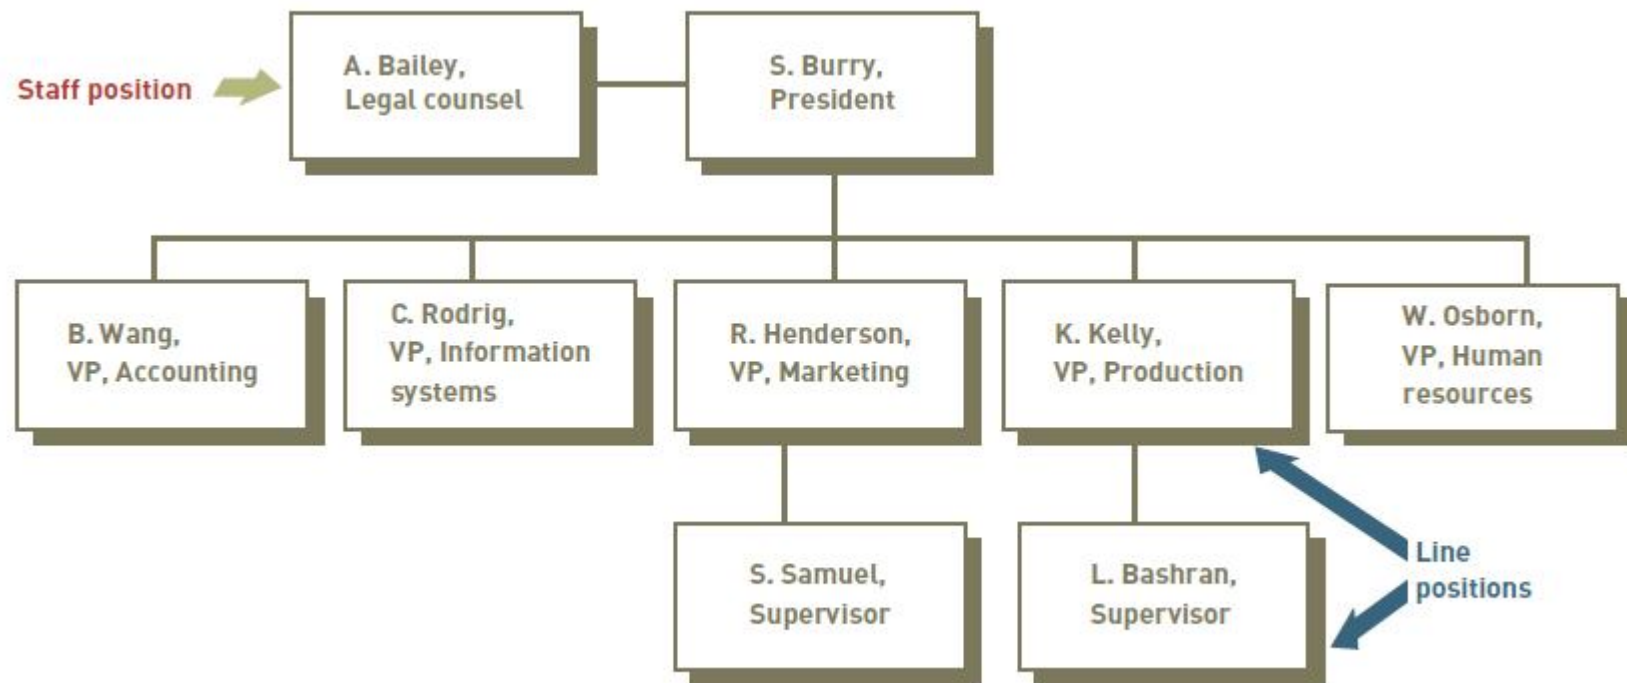 Staff position
A. Bailey,
Legal counsel
S. Burry,
President
B. Wang,
VP, Accounting
C. Rodrig,
VP, Information
systems
R. Henderson,
VP, Marketing
K. Kelly,
VP, Production
W. Osborn,
VP, Human
resources
S. Samuel,
Supervisor
L. Bashran,
Supervisor
Line
positions